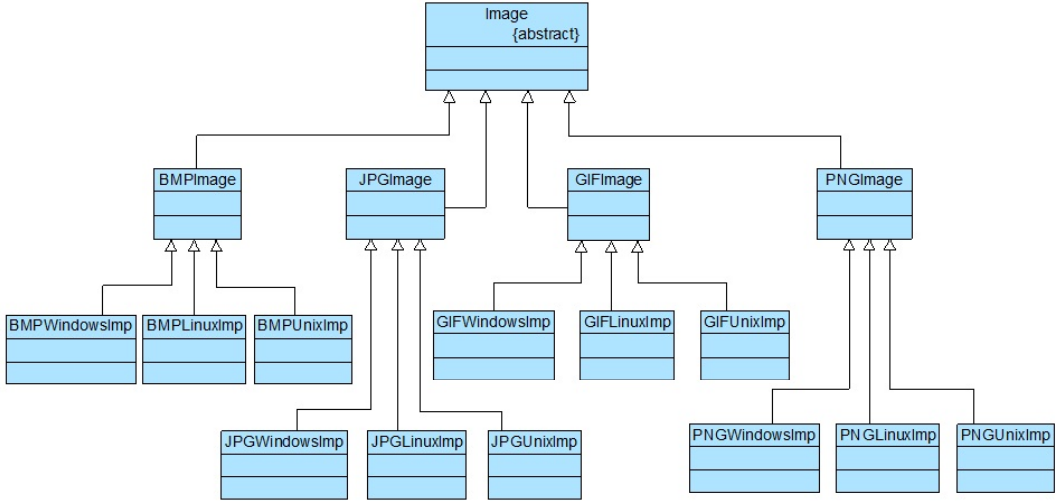 Image
{abstract}
BMPImage
JPGImage
GIFImage
PNGImage
BMPWindowsImp
BMPLinuxImp
BMPUnixImp
GIFWindowsImp
GIFLinuxImp
GIFUnixImp
JPGWindowsImp
JPGLinuxImp
JPGUnixImp
PNGWindowsImp
PNGLinuxImp
PNGUnixImp